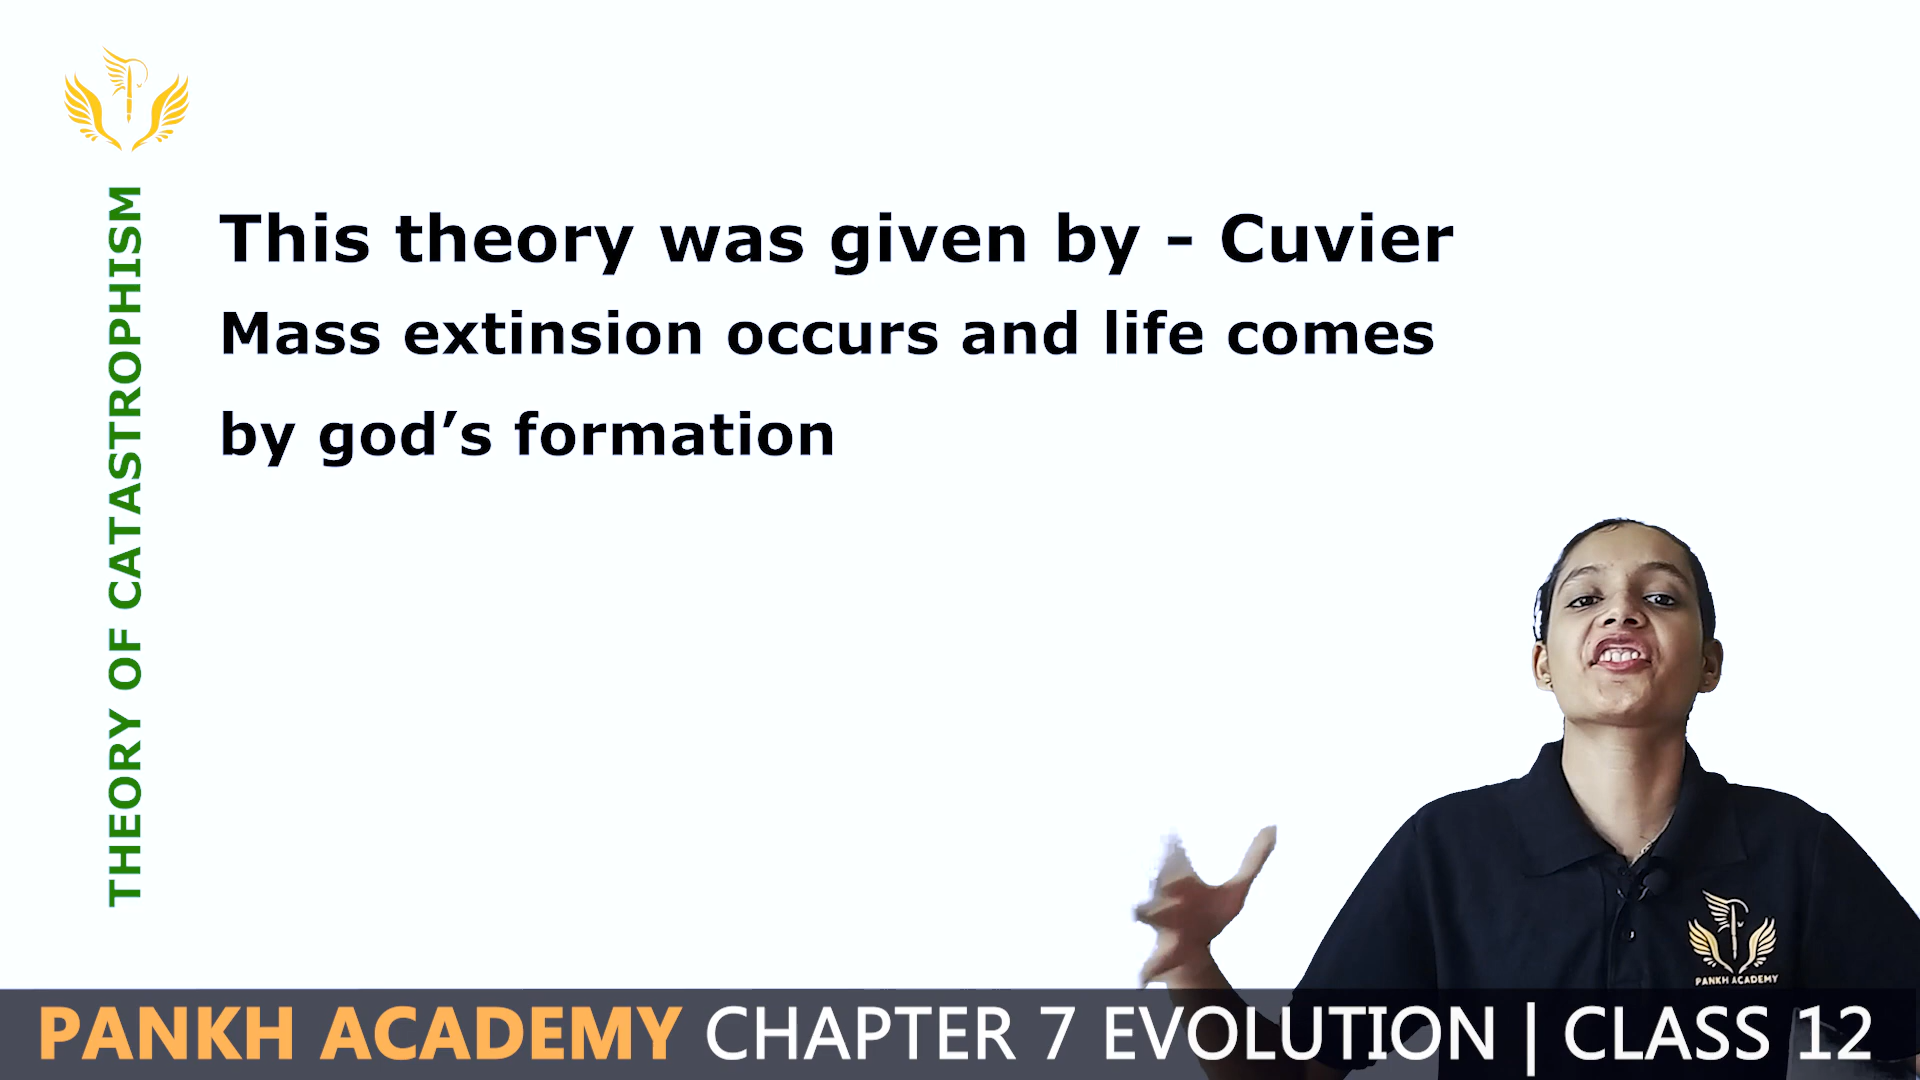 THEORY OF CATASTROPHISM
This theory was given by - Cuvier
Mass extinsion occurs and life comes
by god’s formation
PANKH ACADEMY
PANKH ACADEMY CHAPTER 7 EVOLUTION | CLASS 12